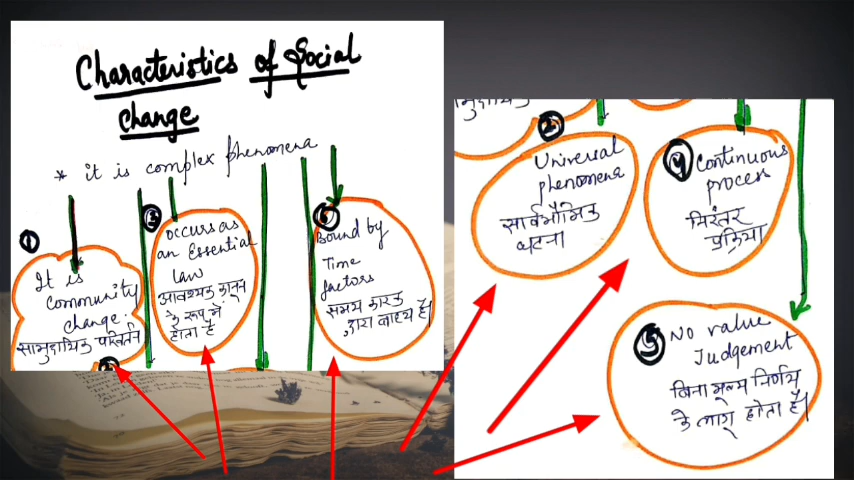 Characteristics of Social
change
* it is complex phenomena
1
It is
community
change.
सामुदायिक परिवर्तन
3
occurs as
an Essential
law
आवश्यक कानून
के रूप में
होता है
6
Bound by
Time
factors
समय कारक
द्वारा बाध्य है।
2
Universal
phenomena
सार्वभौमिक
घटना
4
Continuous
process
निरंतर
प्रक्रिया
5
No value
Judgement
बिना मूल्य निर्णय
के लागू होता है।